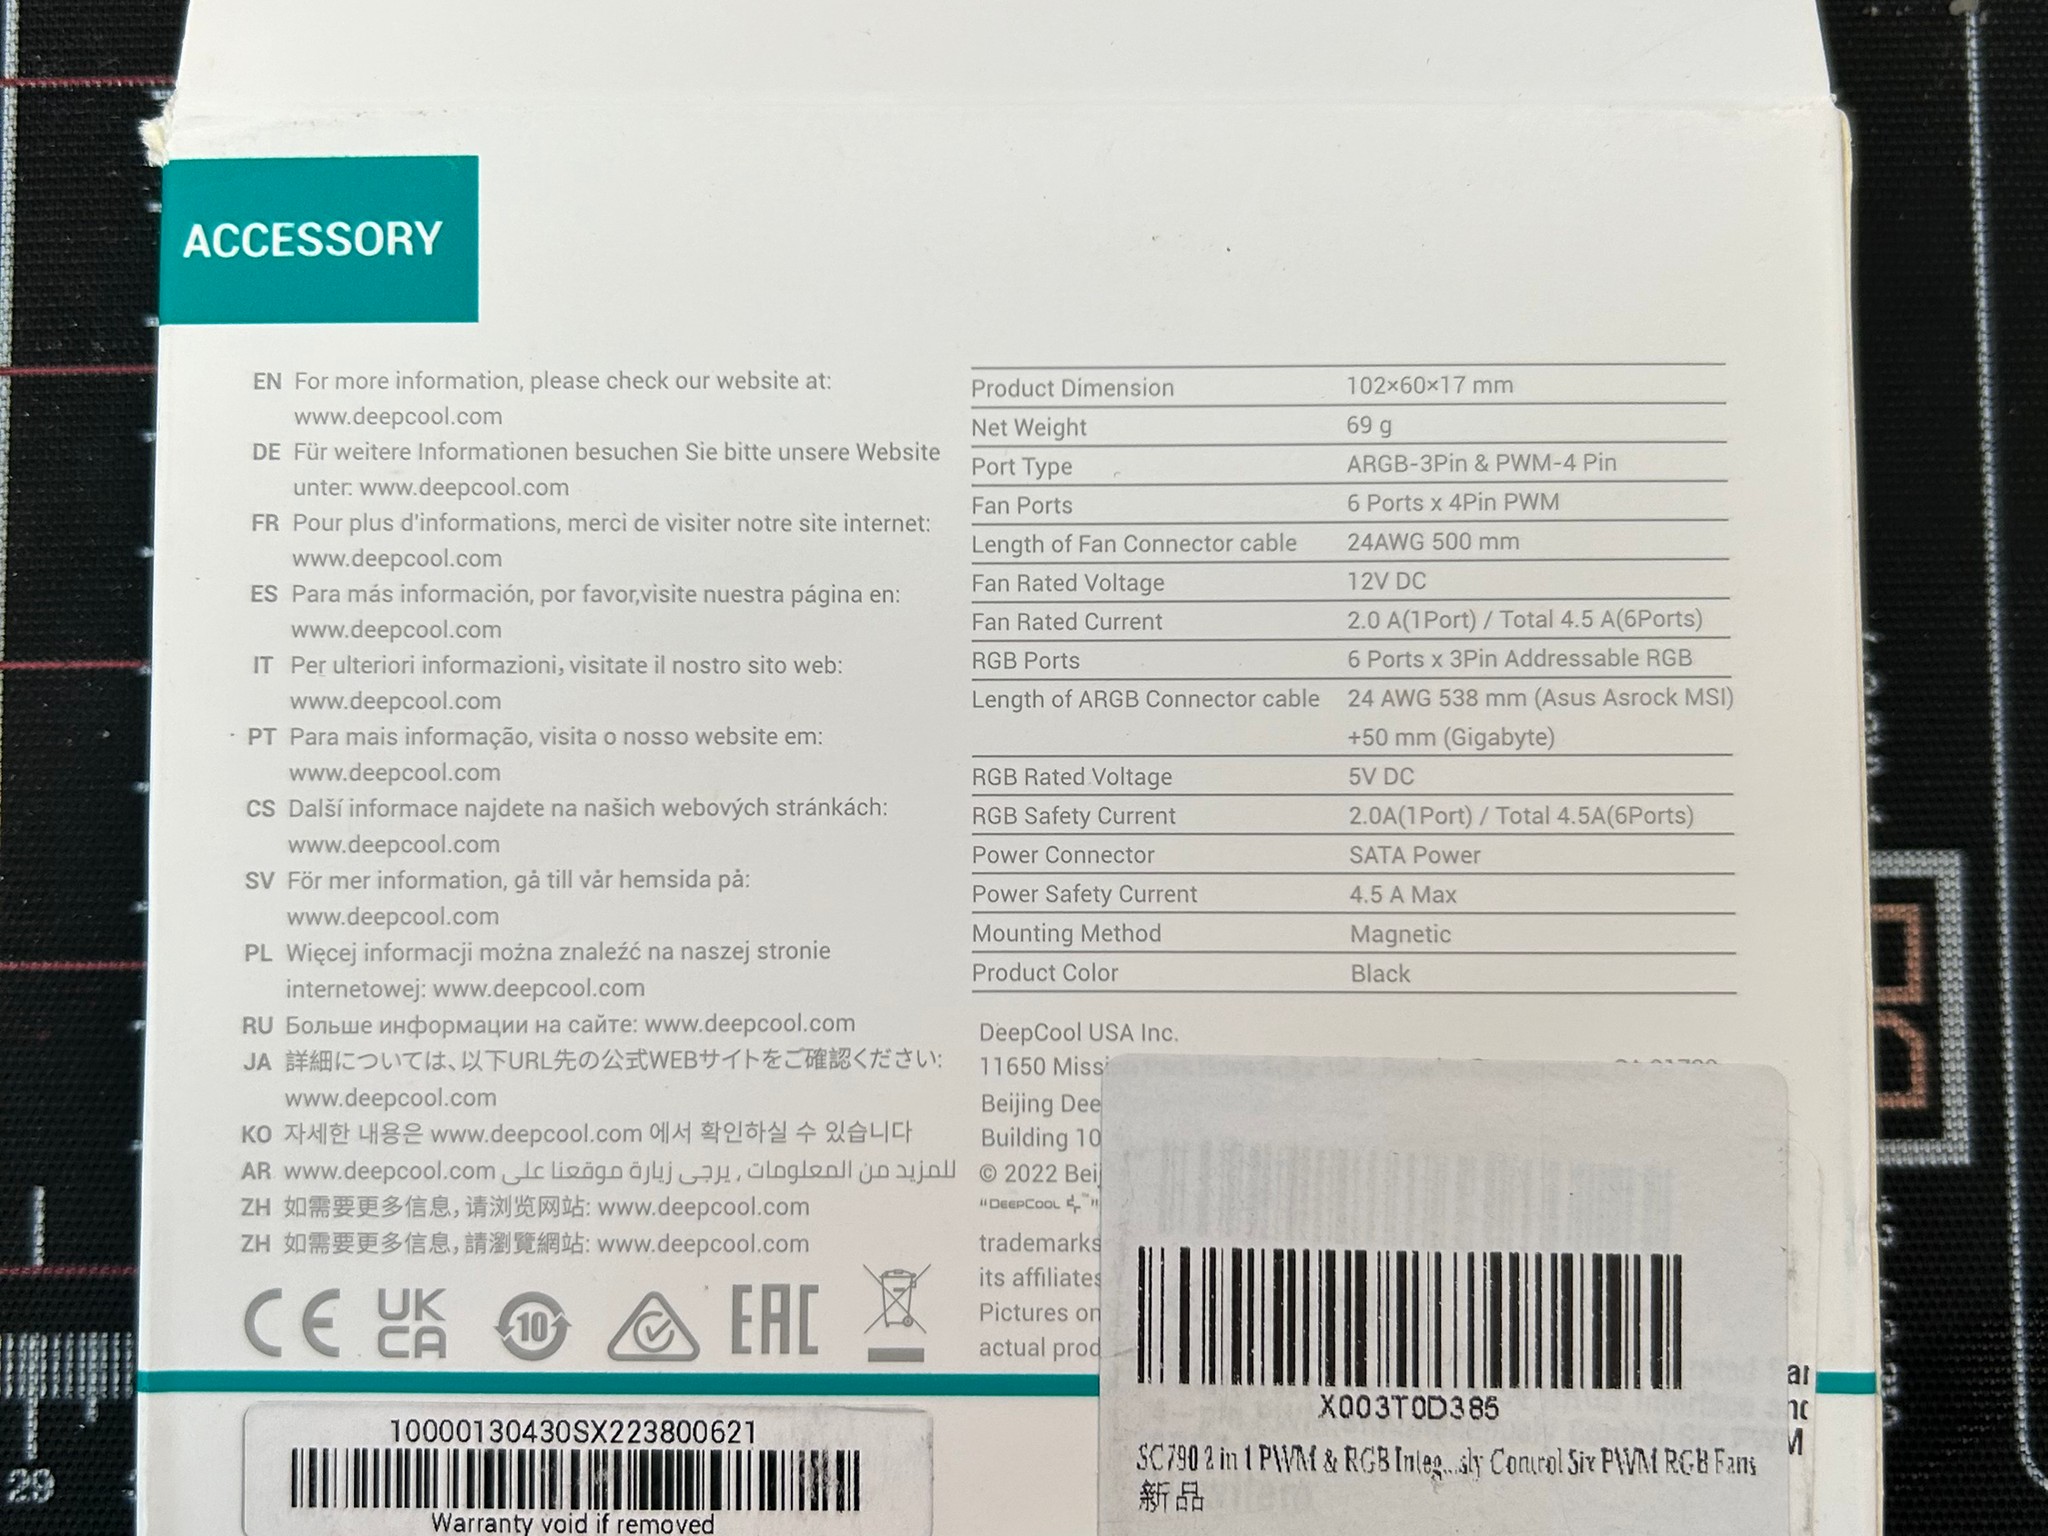 ACCESSORY
EN For more information, please check our website at:
www.deepcool.com
DE Für weitere Informationen besuchen Sie bitte unsere Website
unter: www.deepcool.com
FR Pour plus d'informations, merci de visiter notre site internet:
www.deepcool.com
ES Para más información, por favor,visite nuestra página en:
www.deepcool.com
IT Per ulteriori informazioni, visitate il nostro sito web:
www.deepcool.com
PT Para mais informação, visita o nosso website em:
www.deepcool.com
CS Další informace najdete na našich webových stránkách:
www.deepcool.com
SV För mer information, gå till vår hemsida på:
www.deepcool.com
PL Więcej informacji można znaleźć na naszej stronie
internetowej: www.deepcool.com
RU Больше информации на сайте: www.deepcool.com
JA 詳細については、以下URL先の公式WEBサイトをご確認ください:
www.deepcool.com
KO 자세한 내용은 www.deepcool.com 에서 확인하실 수 있습니다
AR للمزيد من المعلومات , يرجى زيارة موقعنا على www.deepcool.com
ZH 如需要更多信息, 请浏览网站: www.deepcool.com
ZH 如需要更多信息, 請瀏覽網站: www.deepcool.com
CE UK CA 10 EAC
Product Dimension 102×60×17 mm
Net Weight 69 g
Port Type ARGB-3Pin & PWM-4 Pin
Fan Ports 6 Ports x 4Pin PWM
Length of Fan Connector cable 24AWG 500 mm
Fan Rated Voltage 12V DC
Fan Rated Current 2.0 A(1Port) / Total 4.5 A(6Ports)
RGB Ports 6 Ports x 3Pin Addressable RGB
Length of ARGB Connector cable 24 AWG 538 mm (Asus Asrock MSI)
+50 mm (Gigabyte)
RGB Rated Voltage 5V DC
RGB Safety Current 2.0A(1Port) / Total 4.5A(6Ports)
Power Connector SATA Power
Power Safety Current 4.5 A Max
Mounting Method Magnetic
Product Color Black
DeepCool USA Inc.
11650
Beijing
Building 10
© 2022
"DEEPCOOL ™"
trademarks
its affiliates
Pictures on
actual
10000130430SX223800621
Warranty void if removed
X003T0D385
SC790 2 in 1 PWM & RGB Integ...sly Control Six PWM RGB Fans
新品
29